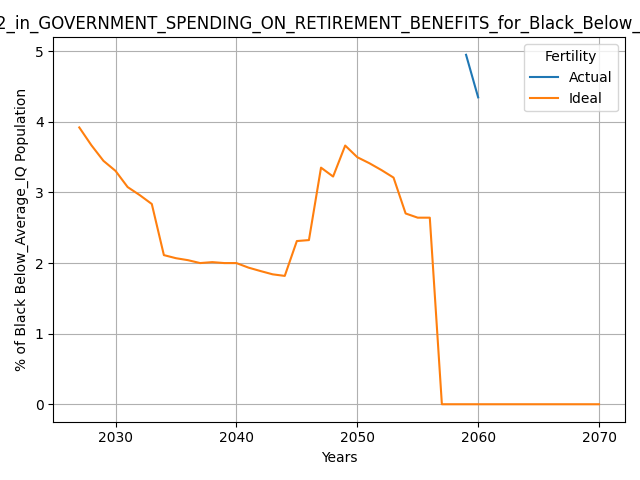 2_in_GOVERNMENT_SPENDING_ON_RETIREMENT_BENEFITS_for_Black_Below_
% of Black Below_Average_IQ Population
5
4
3
2
1
0
Fertility
Actual
Ideal
2030
2040
2050
2060
2070
Years